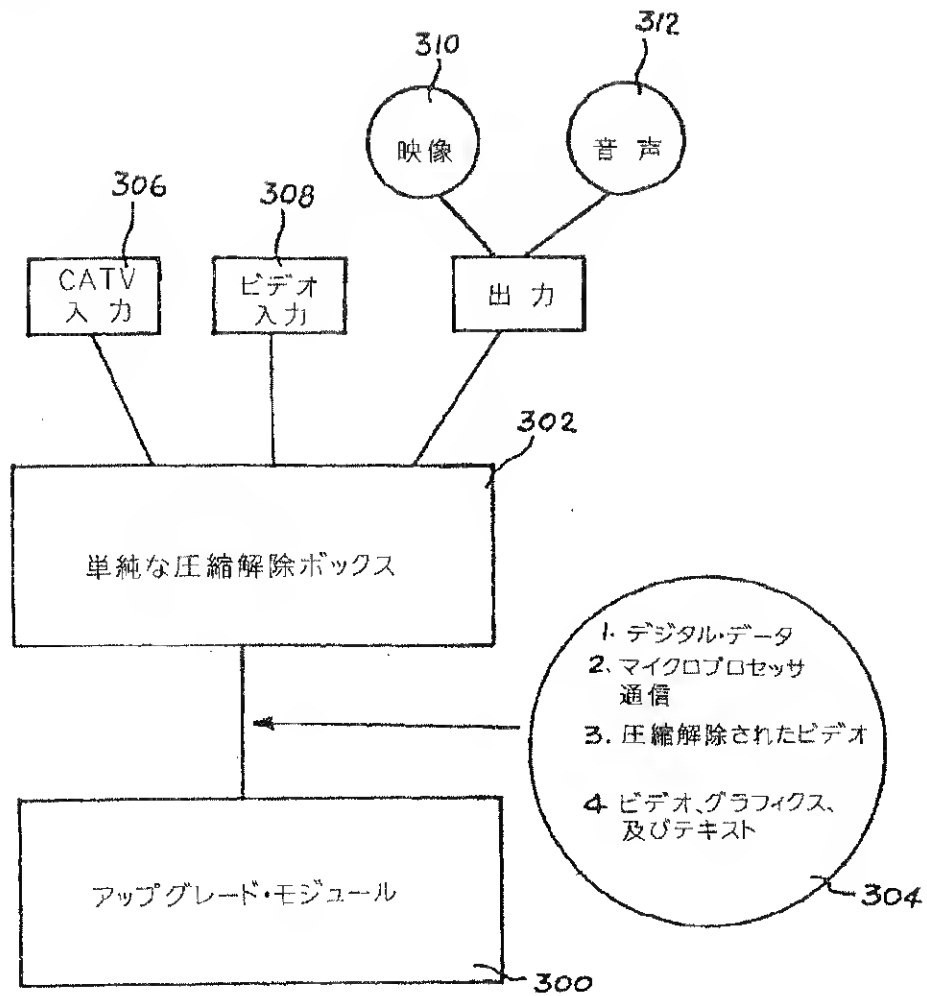 310
312
映像
音声
306
308
CATV
入力
ビデオ
入力
出力
302
単純な圧縮解除ボックス
1. デジタル・データ
2. マイクロプロセッサ
通信
3. 圧縮解除されたビデオ
4 ビデオ、グラフィクス、
及びテキスト
304
アップグレード・モジュール
300